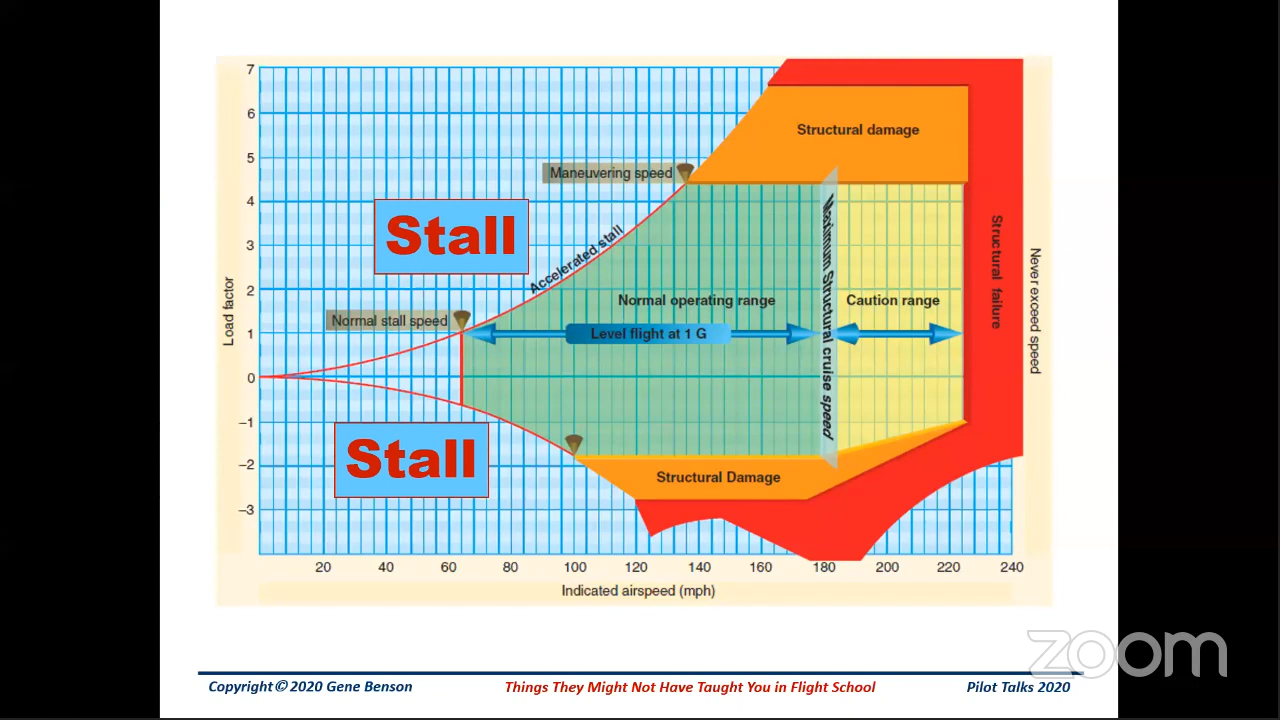 7
6
Structural damage
5
Maneuvering speed
4
Stall
3
Accelerated stall
Structural failure
Never exceed speed
Maximum Structural cruise speed
Load factor
2
Normal operating range
Caution range
Normal stall speed
1
Level flight at 1 G
0
–1
Stall
–2
Structural Damage
–3
20 40 60 80 100 120 140 160 180 200 220 240
Indicated airspeed (mph)
zoom
Copyright© 2020 Gene Benson
Things They Might Not Have Taught You in Flight School
Pilot Talks 2020